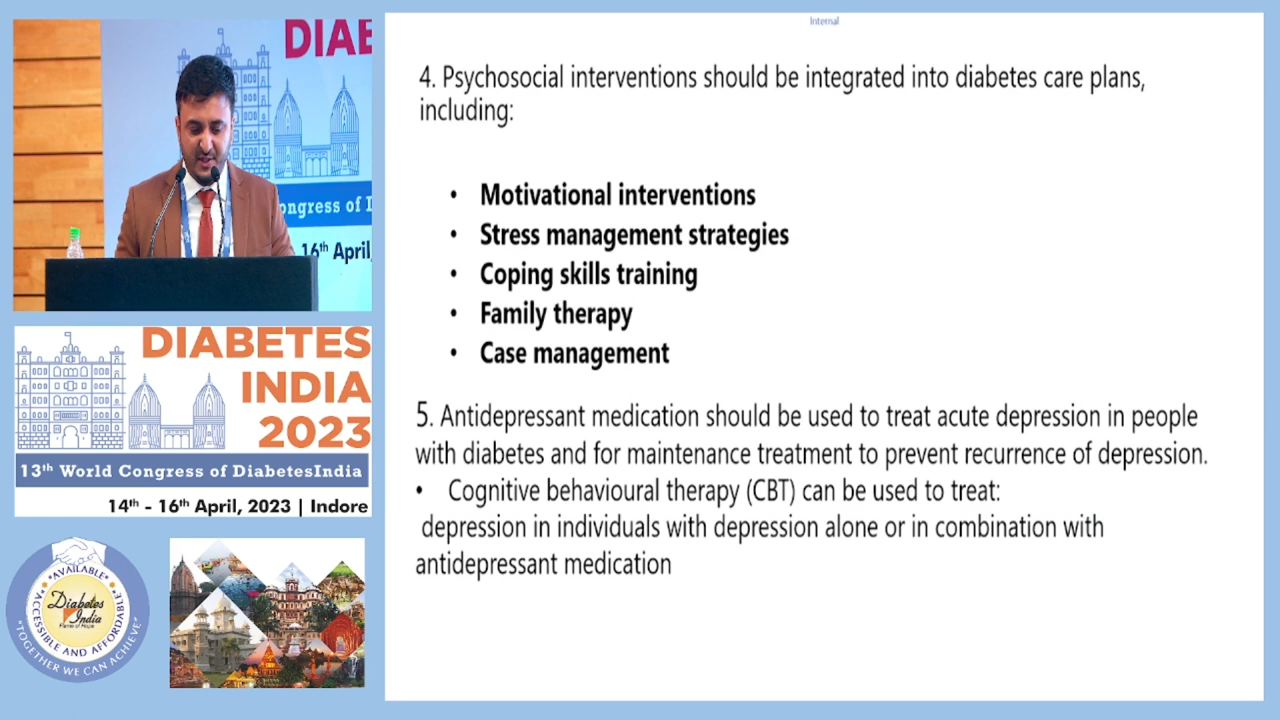 DIAE
ongress of I
16th April,
DIABETES
INDIA
2023
13th World Congress of DiabetesIndia
14th - 16th April, 2023 | Indore
*AVAILABLE*
*ACCESSIBLE AND AFFORDABLE*
Diabetes
India
"TOGETHER WE CAN ACHIEVE"
Internal
4. Psychosocial interventions should be integrated into diabetes care plans,
including:
• Motivational interventions
• Stress management strategies
• Coping skills training
• Family therapy
• Case management
5. Antidepressant medication should be used to treat acute depression in people
with diabetes and for maintenance treatment to prevent recurrence of depression.
• Cognitive behavioural therapy (CBT) can be used to treat:
depression in individuals with depression alone or in combination with
antidepressant medication